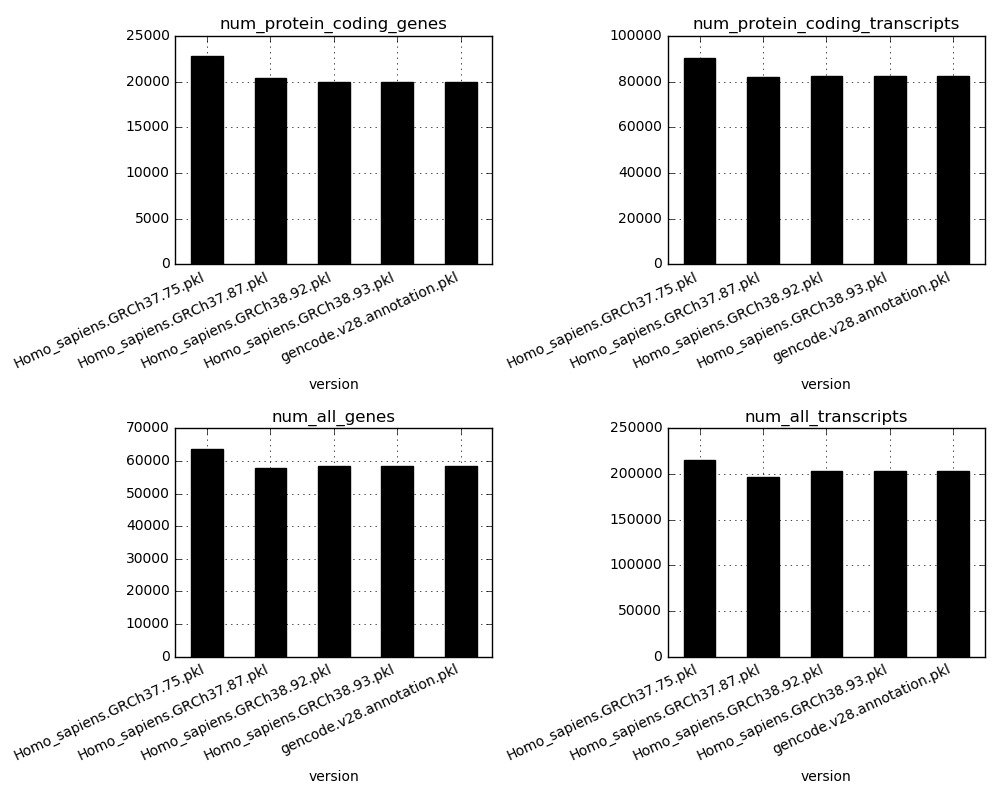 num_protein_coding_genes
25000
20000
15000
10000
5000
0
Homo_sapiens.GRCh37.75.pkl
Homo_sapiens.GRCh37.87.pkl
Homo_sapiens.GRCh38.92.pkl
Homo_sapiens.GRCh38.93.pkl
gencode.v28.annotation.pkl
version
num_protein_coding_transcripts
100000
80000
60000
40000
20000
0
Homo_sapiens.GRCh37.75.pkl
Homo_sapiens.GRCh37.87.pkl
Homo_sapiens.GRCh38.92.pkl
Homo_sapiens.GRCh38.93.pkl
gencode.v28.annotation.pkl
version
num_all_genes
70000
60000
50000
40000
30000
20000
10000
0
Homo_sapiens.GRCh37.75.pkl
Homo_sapiens.GRCh37.87.pkl
Homo_sapiens.GRCh38.92.pkl
Homo_sapiens.GRCh38.93.pkl
gencode.v28.annotation.pkl
version
num_all_transcripts
250000
200000
150000
100000
50000
0
Homo_sapiens.GRCh37.75.pkl
Homo_sapiens.GRCh37.87.pkl
Homo_sapiens.GRCh38.92.pkl
Homo_sapiens.GRCh38.93.pkl
gencode.v28.annotation.pkl
version